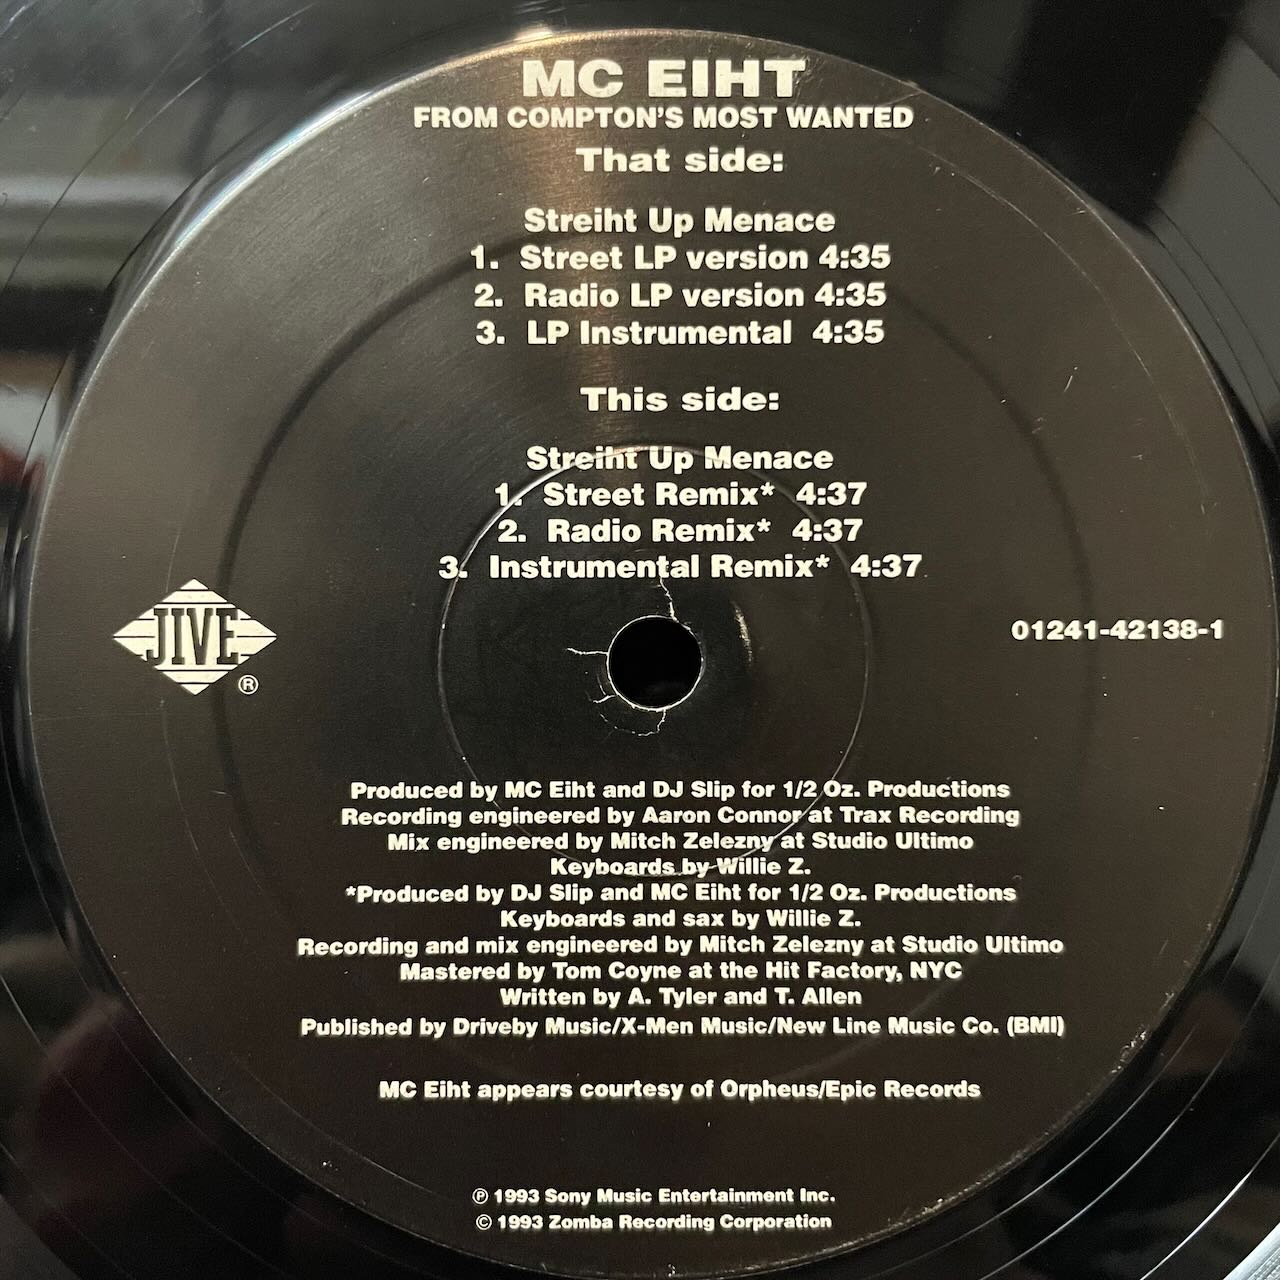 MC EIHT
FROM COMPTON'S MOST WANTED
That side:
Streiht Up Menace
1. Street LP version 4:35
2. Radio LP version 4:35
3. LP Instrumental 4:35
This side:
Streiht Up Menace
1. Street Remix* 4:37
2. Radio Remix* 4:37
3. Instrumental Remix* 4:37
JIVE ®
01241-42138-1
Produced by MC Eiht and DJ Slip for 1/2 Oz. Productions
Recording engineered by Aaron Connor at Trax Recording
Mix engineered by Mitch Zelezny at Studio Ultimo
Keyboards by Willie Z.
*Produced by DJ Slip and MC Eiht for 1/2 Oz. Productions
Keyboards and sax by Willie Z.
Recording and mix engineered by Mitch Zelezny at Studio Ultimo
Mastered by Tom Coyne at the Hit Factory, NYC
Written by A. Tyler and T. Allen
Published by Driveby Music/X-Men Music/New Line Music Co. (BMI)
MC Eiht appears courtesy of Orpheus/Epic Records
℗ 1993 Sony Music Entertainment Inc.
© 1993 Zomba Recording Corporation